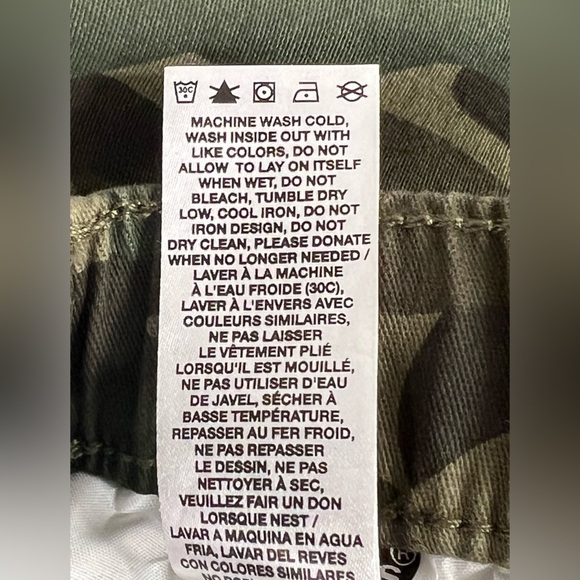 30C
MACHINE WASH COLD,
WASH INSIDE OUT WITH
LIKE COLORS, DO NOT
ALLOW TO LAY ON ITSELF
WHEN WET, DO NOT
BLEACH, TUMBLE DRY
LOW, COOL IRON, DO NOT
IRON DESIGN, DO NOT
DRY CLEAN, PLEASE DONATE
WHEN NO LONGER NEEDED /
LAVER À LA MACHINE
À L'EAU FROIDE (30C),
LAVER À L'ENVERS AVEC
COULEURS SIMILAIRES,
NE PAS LAISSER
LE VÊTEMENT PLIÉ
LORSQU'IL EST MOUILLÉ,
NE PAS UTILISER D'EAU
DE JAVEL, SÉCHER À
BASSE TEMPÉRATURE,
REPASSER AU FER FROID,
NE PAS REPASSER
LE DESSIN, NE PAS
NETTOYER À SEC,
VEUILLEZ FAIR UN DON
LORSQUE NEST /
LAVAR A MAQUINA EN AGUA
FRIA, LAVAR DEL REVES
CON COLORES SIMILARES